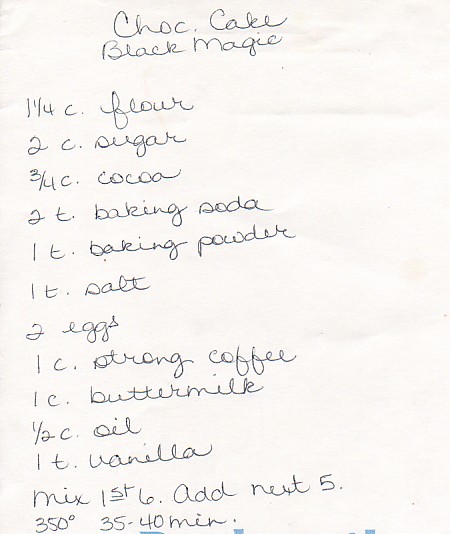 Choc. Cake
Black Magic
1 1/4 c. flour
2 c. sugar
3/4 c. cocoa
2 t. baking soda
1 t. baking powder
1 t. salt
2 eggs
1 c. strong coffee
1 c. buttermilk
1/2 c. oil
1 t. vanilla
Mix 1st 6. Add next 5.
350° 35-40 min.